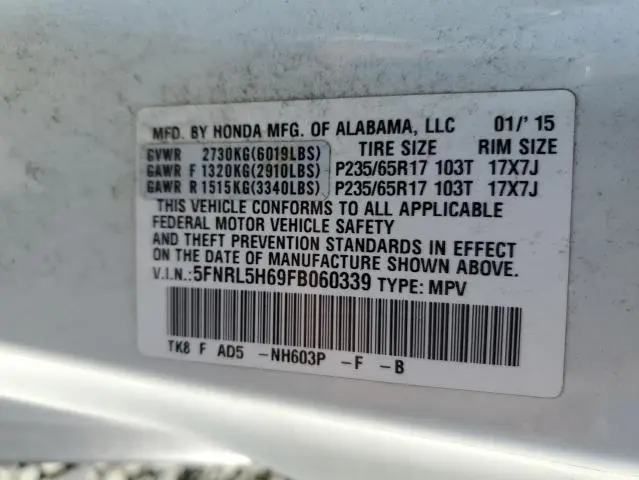 MFD. BY HONDA MFG. OF ALABAMA, LLC 01/'15
TIRE SIZE RIM SIZE
GVWR 2730KG(6019LBS)
GAWR F 1320KG(2910LBS) P235/65R17 103T 17X7J
GAWR R 1515KG(3340LBS) P235/65R17 103T 17X7J
THIS VEHICLE CONFORMS TO ALL APPLICABLE
FEDERAL MOTOR VEHICLE SAFETY
AND THEFT PREVENTION STANDARDS IN EFFECT
ON THE DATE OF MANUFACTURE SHOWN ABOVE.
V.I.N.:5FNRL5H69FB060339 TYPE: MPV
TK8 F AD5 -NH603P -F -B